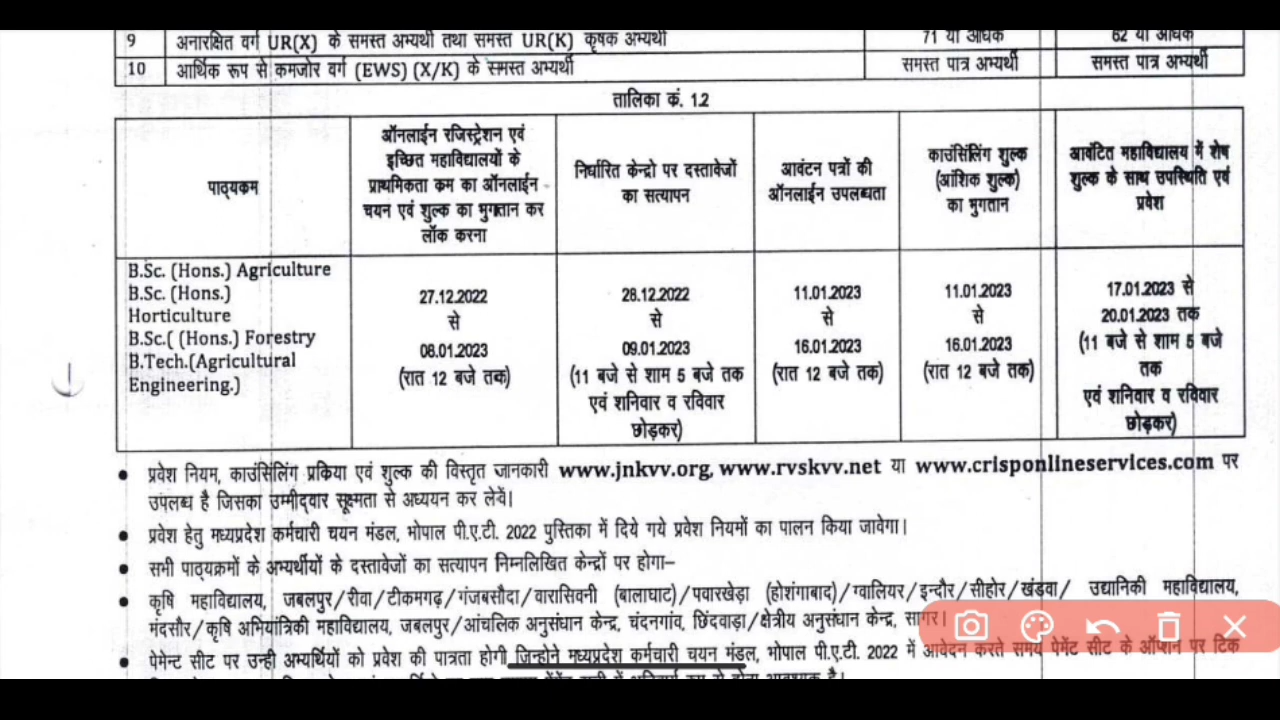 9 अनारक्षित वर्ग UR(X) के समस्त अभ्यर्थी तथा समस्त UR(K) कृषक अभ्यर्थी 71 या अधिक 62 या अधिक
10 आर्थिक रूप से कमजोर वर्ग (EWS) (X/K) के समस्त अभ्यर्थी समस्त पात्र अभ्यर्थी समस्त पात्र अभ्यर्थी
तालिका कं. 1.2
पाठ्यकम
ऑनलाईन रजिस्ट्रेशन एवं
इच्छित महाविद्यालयों के
प्राथमिकता कम का ऑनलाईन
चयन एवं शुल्क का भुगतान कर
लॉक करना
निर्धारित केन्द्रो पर दस्तावेजों
का सत्यापन
आवंटन पत्रों की
ऑनलाईन उपलब्धता
काउंसिलिंग शुल्क
(आंशिक शुल्क)
का भुगतान
आवंटित महाविद्यालय में शेष
शुल्क के साथ उपस्थिति एवं
प्रवेश
B.Sc. (Hons.) Agriculture
B.Sc. (Hons.)
Horticulture
B.Sc.( (Hons.) Forestry
B.Tech.(Agricultural
Engineering.)
27.12.2022
से
08.01.2023
(रात 12 बजे तक)
28.12.2022
से
09.01.2023
(11 बजे से शाम 5 बजे तक
एवं शनिवार व रविवार
छोड़कर)
11.01.2023
से
16.01.2023
(रात 12 बजे तक)
11.01.2023
से
16.01.2023
(रात 12 बजे तक)
17.01.2023 से
20.01.2023 तक
(11 बजे से शाम 5 बजे
तक
एवं शनिवार व रविवार
छोड़कर)
• प्रवेश नियम, काउंसिलिंग प्रकिया एवं शुल्क की विस्तृत जानकारी www.jnkvv.org, www.rvskvv.net या www.crisponlineservices.com पर
उपलब्ध है जिसका उम्मीद्वार सूक्ष्मता से अध्ययन कर लेवें।
• प्रवेश हेतु मध्यप्रदेश कर्मचारी चयन मंडल, भोपाल पी.ए.टी. 2022 पुस्तिका में दिये गये प्रवेश नियमों का पालन किया जावेगा।
• सभी पाठ्यक्रमों के अभ्यर्थीयों के दस्तावेजों का सत्यापन निम्नलिखित केन्द्रों पर होगा–
• कृषि महाविद्यालय, जबलपुर/रीवा/टीकमगढ़/गंजबसौदा/वारासिवनी (बालाघाट)/पवारखेड़ा (होशंगाबाद)/ग्वालियर/इन्दौर/सीहोर/खंडवा/ उद्यानिकी महाविद्यालय,
मंदसौर/कृषि अभियांत्रिकी महाविद्यालय, जबलपुर/आंचलिक अनुसंधान केन्द्र, चंदनगांव, छिंदवाड़ा/क्षेत्रीय अनुसंधान केन्द्र, सागर।
• पेमेन्ट सीट पर उन्ही अभ्यर्थियों को प्रवेश की पात्रता होगी जिन्होने मध्यप्रदेश कर्मचारी चयन मंडल, भोपाल पी.ए.टी. 2022 में आवेदन करते समय पेमेंट सीट के ऑप्शन पर टिक